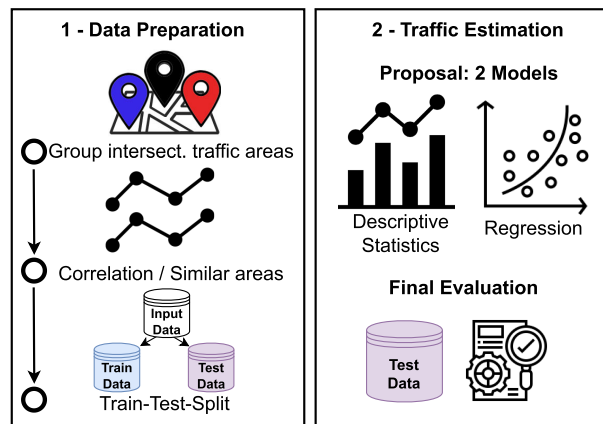 1 - Data Preparation
Group intersect. traffic areas
Correlation / Similar areas
Input
Data
Train
Data
Test
Data
Train-Test-Split
2 - Traffic Estimation
Proposal: 2 Models
Descriptive
Statistics
Regression
Final Evaluation
Test
Data